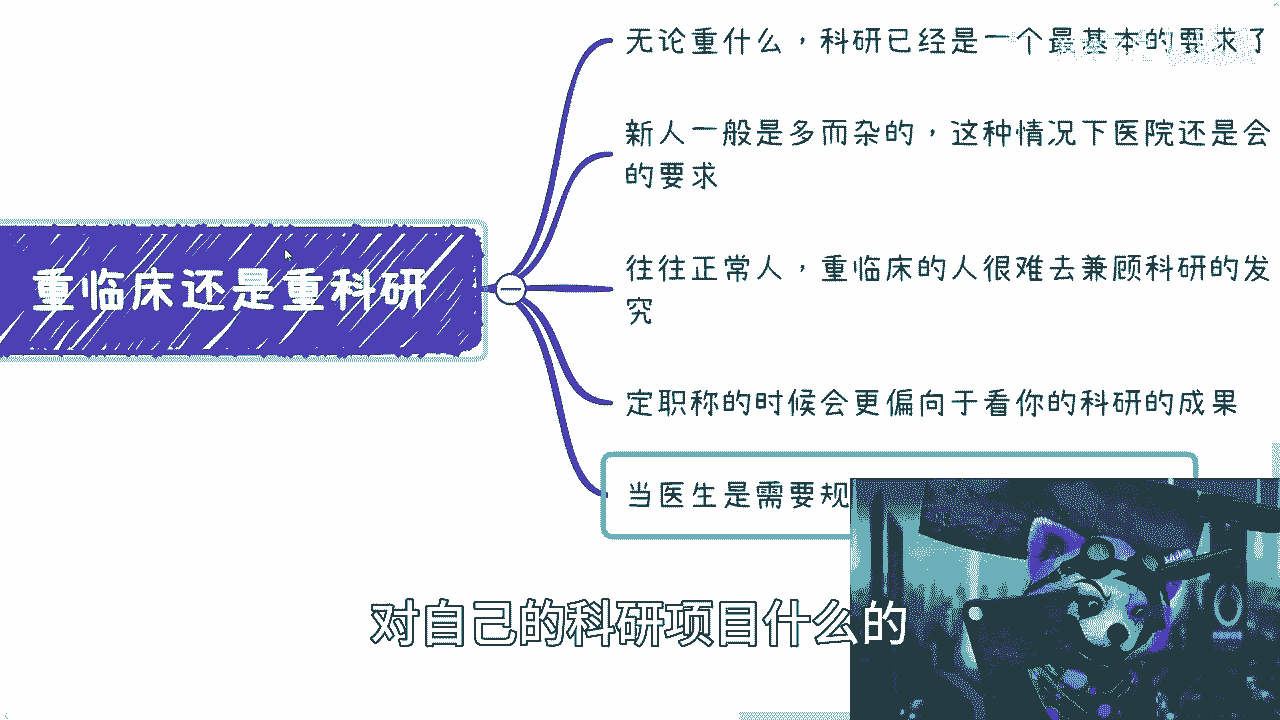 无论重什么，科研已经是一个最基本的要求了
新人一般是多而杂的，这种情况下医院还是会
的要求
重临床还是重科研
往往正常人，重临床的人很难去兼顾科研的发
究
定职称的时候会更偏向于看你的科研的成果
当医生是需要规
对自己的科研项目什么的